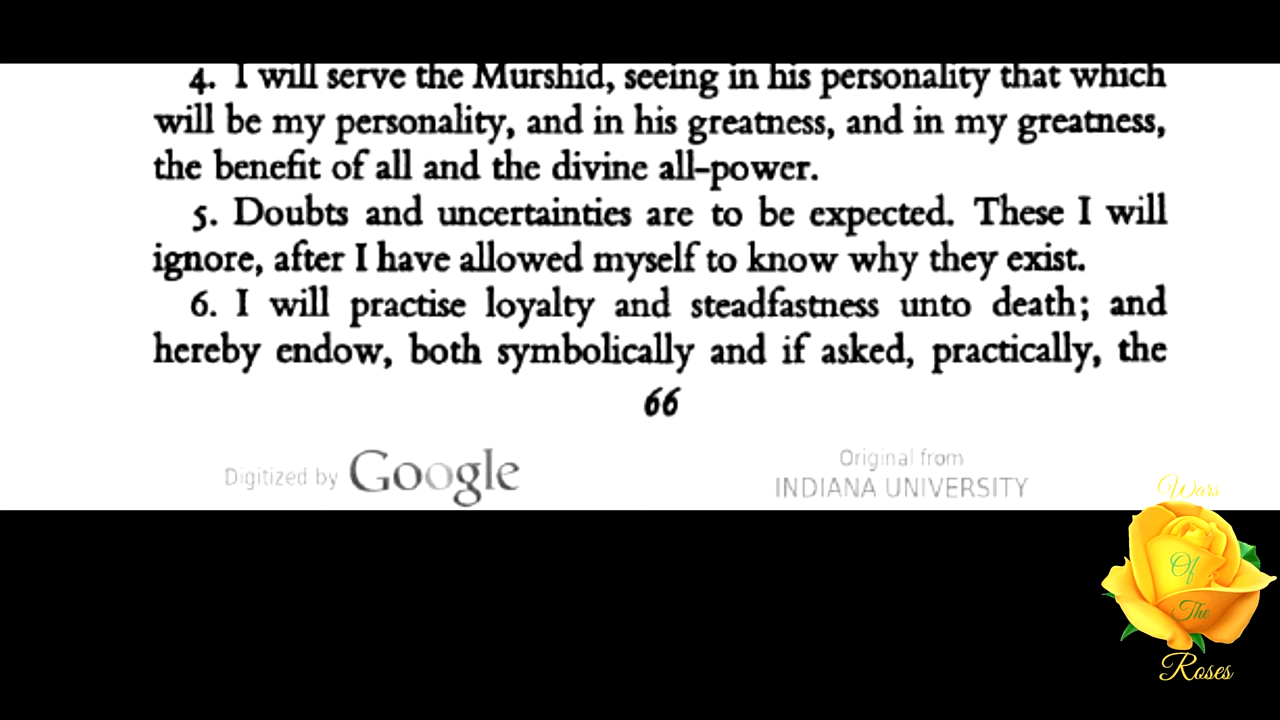 4. I will serve the Murshid, seeing in his personality that which
will be my personality, and in his greatness, and in my greatness,
the benefit of all and the divine all-power.
5. Doubts and uncertainties are to be expected. These I will
ignore, after I have allowed myself to know why they exist.
6. I will practise loyalty and steadfastness unto death; and
hereby endow, both symbolically and if asked, practically, the
66
Digitized by Google
Original from
INDIANA UNIVERSITY
Wars
Of
The
Roses